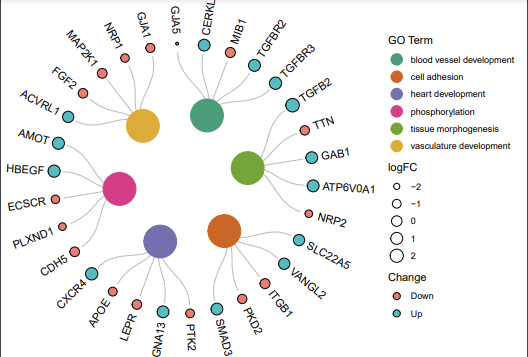 GJA5
CERKL
MIB1
TGFBR2
TGFBR3
TGFB2
TTN
GAB1
ATP6V0A1
NRP2
SLC22A5
VANGL2
ITGB1
PKD2
SMAD3
PTK2
GNA13
LEPR
APOE
CXCR4
CDH5
PLXND1
ECSCR
HBEGF
AMOT
ACVRL1
FGF2
MAP2K1
NRP1
GJA1
GO Term
blood vessel development
cell adhesion
heart development
phosphorylation
tissue morphogenesis
vasculature development
logFC
−2
−1
0
1
2
Change
Down
Up